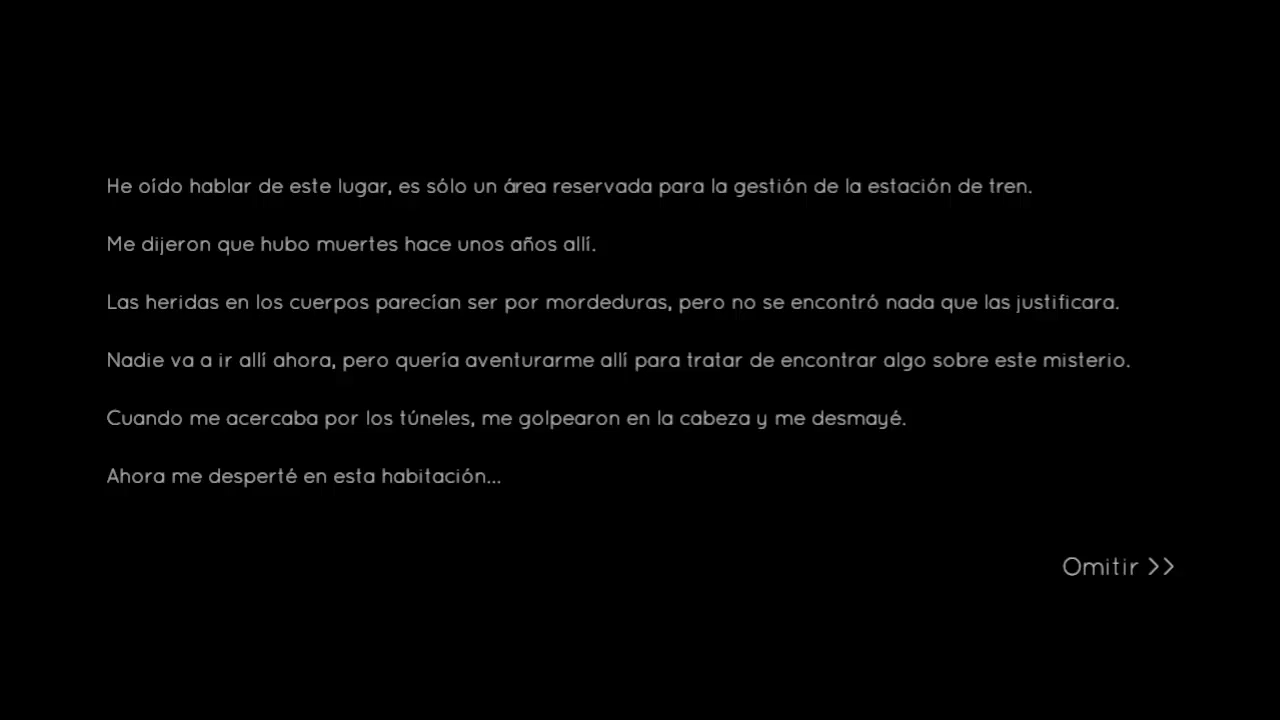 He oído hablar de este lugar, es sólo un área reservada para la gestión de la estación de tren.
Me dijeron que hubo muertes hace unos años allí.
Las heridas en los cuerpos parecían ser por mordeduras, pero no se encontró nada que las justificara.
Nadie va a ir allí ahora, pero quería aventurarme allí para tratar de encontrar algo sobre este misterio.
Cuando me acercaba por los túneles, me golpearon en la cabeza y me desmayé.
Ahora me desperté en esta habitación...
Omitir >>